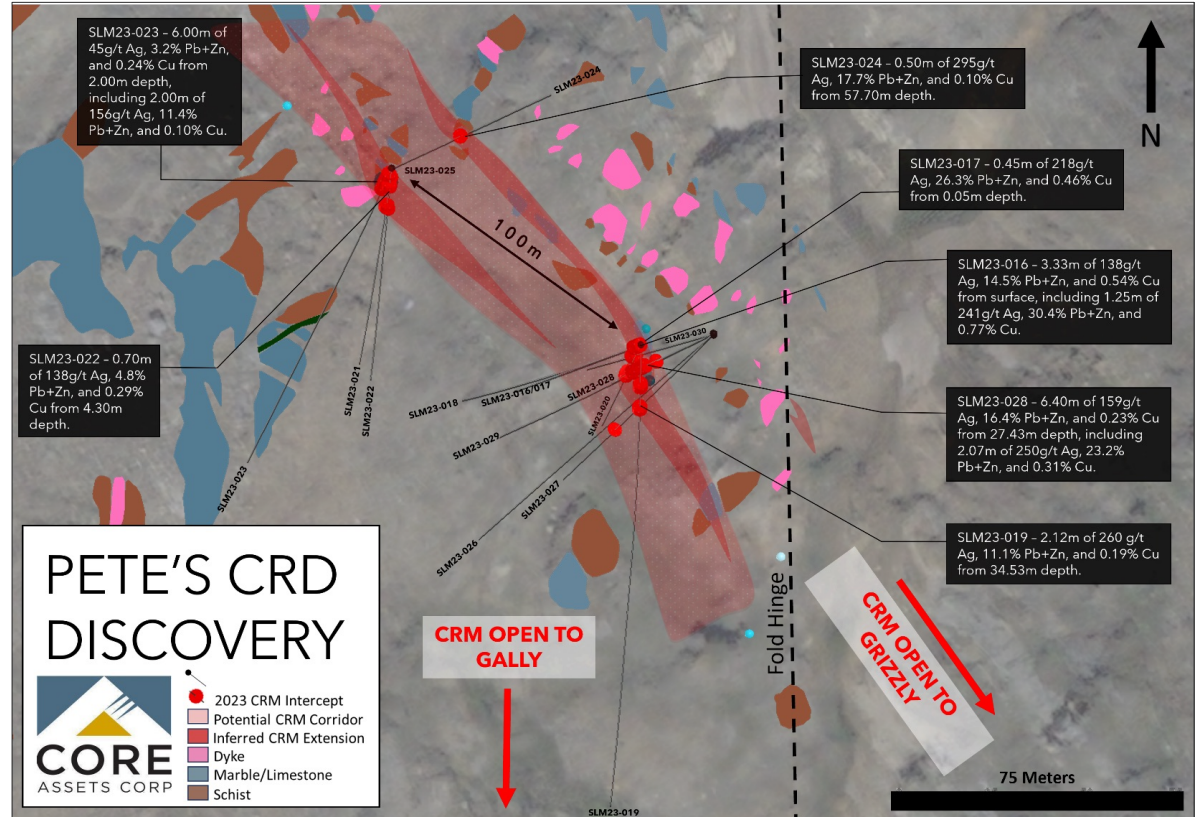 SLM23-023 – 6.00m of
45g/t Ag, 3.2% Pb+Zn,
and 0.24% Cu from
2.00m depth,
including 2.00m of
156g/t Ag, 11.4%
Pb+Zn, and 0.10% Cu.
SLM23-024
SLM23-024 – 0.50m of 295g/t
Ag, 17.7% Pb+Zn, and 0.10% Cu
from 57.70m depth.
N
SLM23-025
SLM23-017 – 0.45m of 218g/t
Ag, 26.3% Pb+Zn, and 0.46% Cu
from 0.05m depth.
100m
SLM23-016 – 3.33m of 138g/t
Ag, 14.5% Pb+Zn, and 0.54% Cu
from surface, including 1.25m of
241g/t Ag, 30.4% Pb+Zn, and
0.77% Cu.
SLM23-030
SLM23-022 – 0.70m
of 138g/t Ag, 4.8%
Pb+Zn, and 0.29%
Cu from 4.30m
depth.
SLM23-021
SLM23-022
SLM23-023
SLM23-018
SLM23-016/017
SLM23-028
SLM23-020
SLM23-029
SLM23-027
SLM23-026
SLM23-028 – 6.40m of 159g/t
Ag, 16.4% Pb+Zn, and 0.23% Cu
from 27.43m depth, including
2.07m of 250g/t Ag, 23.2%
Pb+Zn, and 0.31% Cu.
SLM23-019 – 2.12m of 260 g/t
Ag, 11.1% Pb+Zn, and 0.19% Cu
from 34.53m depth.
PETE'S CRD
DISCOVERY
CORE
ASSETS CORP
2023 CRM Intercept
Potential CRM Corridor
Inferred CRM Extension
Dyke
Marble/Limestone
Schist
CRM OPEN TO
GALLY
Fold Hinge
CRM OPEN TO
GRIZZLY
75 Meters
SLM23-019